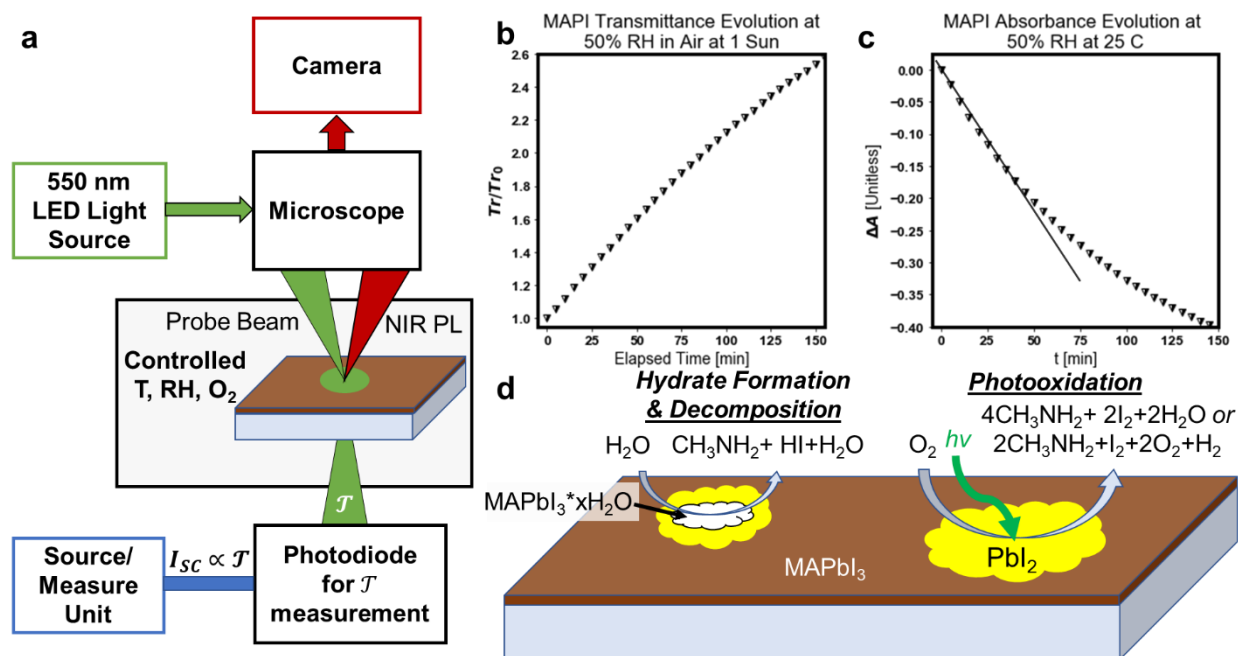 a
Camera
550 nm
LED Light
Source
Microscope
Probe Beam
NIR PL
Controlled
T, RH, O₂
𝒯
Source/
Measure
Unit
I_SC ∝ 𝒯
Photodiode
for 𝒯
measurement
b
MAPI Transmittance Evolution at
50% RH in Air at 1 Sun
Tr/Tr₀
2.6
2.4
2.2
2.0
1.8
1.6
1.4
1.2
1.0
0 25 50 75 100 125 150
Elapsed Time [min]
c
MAPI Absorbance Evolution at
50% RH at 25 C
ΔA [Unitless]
0.00
−0.05
−0.10
−0.15
−0.20
−0.25
−0.30
−0.35
−0.40
0 25 50 75 100 125 150
t [min]
d
Hydrate Formation
& Decomposition
H₂O CH₃NH₂+ HI+H₂O
MAPbI₃*xH₂O
Photooxidation
4CH₃NH₂+ 2I₂+2H₂O or
2CH₃NH₂+I₂+2O₂+H₂
O₂ hν
PbI₂
MAPbI₃